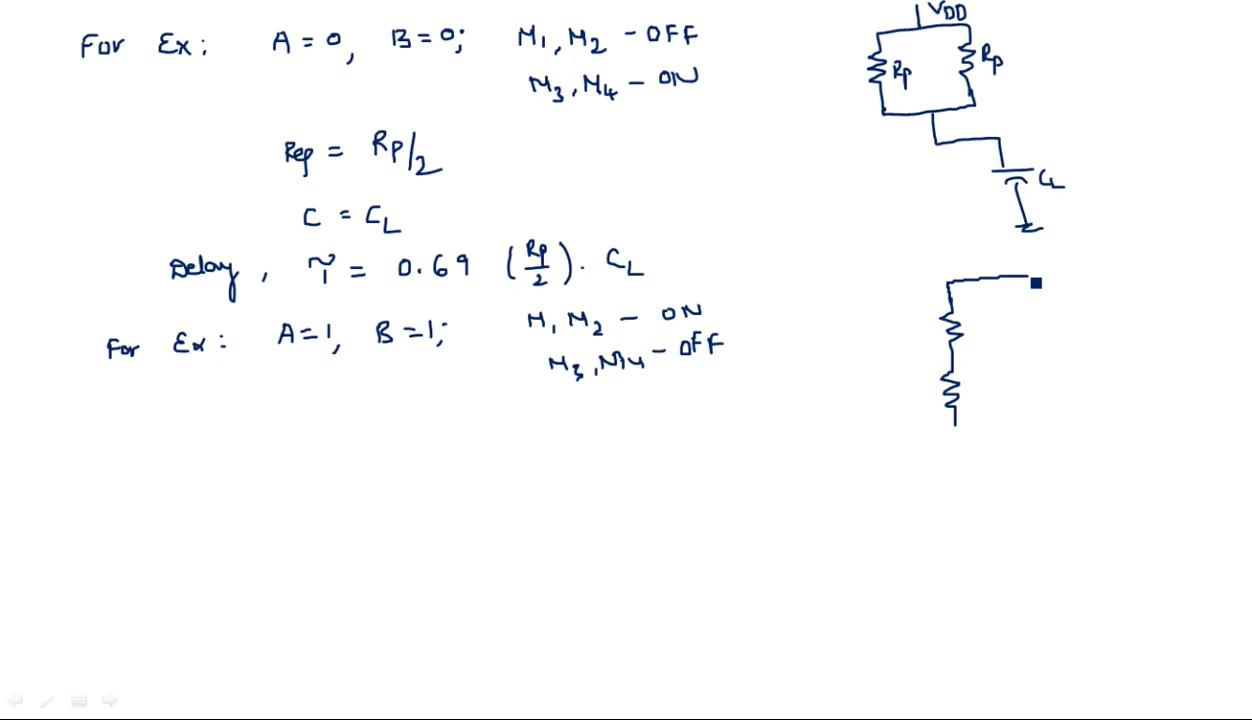 For Ex: A = 0, B = 0; M1, M2 - OFF
M3, M4 - ON
Rep = Rp/2
C = CL
Delay, τ = 0.69 (Rp/2). CL
For Ex: A=1, B=1; M1 M2 - ON
M3, M4 - OFF
VDD
Rp Rp
CL